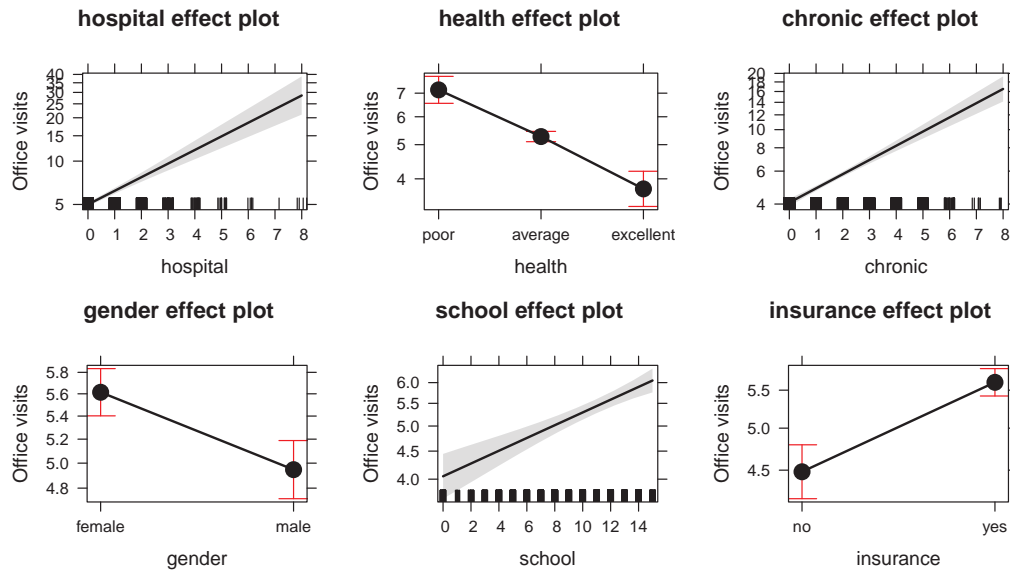 hospital effect plot
Office visits
40
35
30
25
20
15
10
5
0 1 2 3 4 5 6 7 8
hospital
health effect plot
Office visits
7
6
5
4
poor average excellent
health
chronic effect plot
Office visits
20
18
16
14
12
10
8
6
4
0 1 2 3 4 5 6 7 8
chronic
gender effect plot
Office visits
5.8
5.6
5.4
5.2
5.0
4.8
female male
gender
school effect plot
Office visits
6.0
5.5
5.0
4.5
4.0
0 2 4 6 8 10 12 14
school
insurance effect plot
Office visits
5.5
5.0
4.5
no yes
insurance